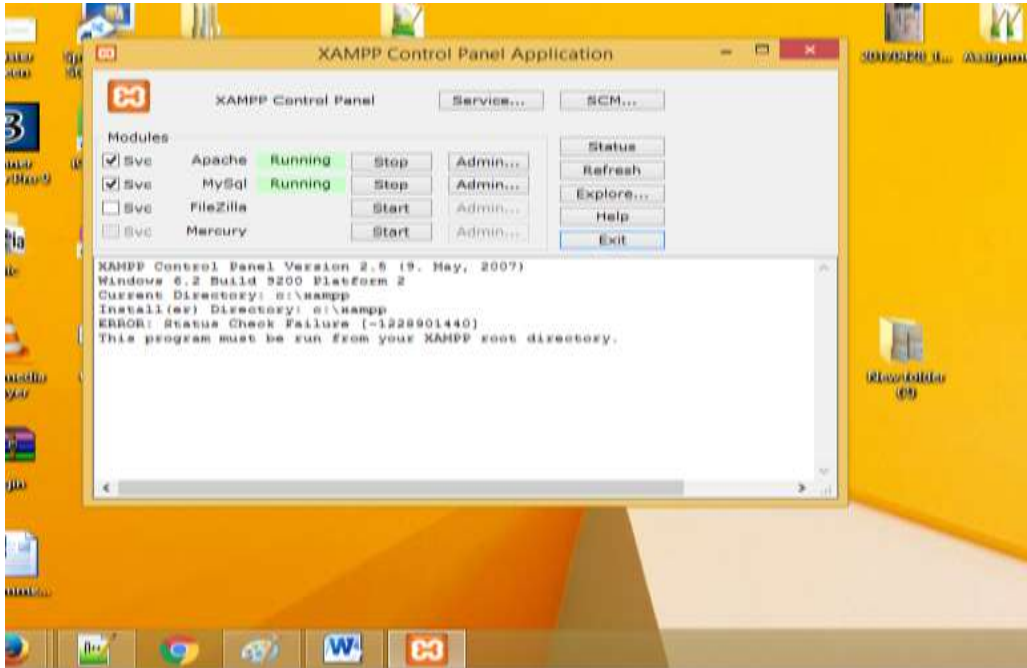 XAMPP Control Panel Application
XAMPP Control Panel
Service...
SCM...
Modules
Svc Apache Running Stop Admin...
Svc MySql Running Stop Admin...
Svc FileZilla Start Admin...
Svc Mercury Start Admin...
Status
Refresh
Explore...
Help
Exit
XAMPP Control Panel Version 2.5 (9. May, 2007)
Windows 6.2 Build 9200 Platform 2
Current Directory: c:\xampp
Install(er) Directory: c:\xampp
ERROR: Status Check Failure [-1228901440]
This program must be run from your XAMPP root directory.
New folder